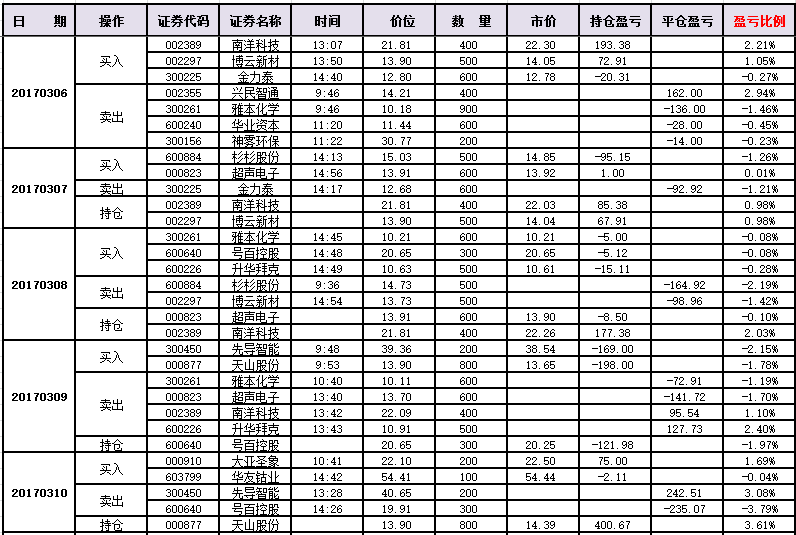 日 期 操作 证券代码 证券名称 时间 价位 数 量 市价 持仓盈亏 平仓盈亏 盈亏比例
20170306 买入 002389 南洋科技 13:07 21.81 400 22.30 193.38 2.21%
002297 博云新材 13:50 13.90 500 14.05 72.91 1.05%
300225 金力泰 14:40 12.80 600 12.78 -20.31 -0.27%
卖出 002355 兴民智通 9:46 14.21 400 162.00 2.94%
300261 雅本化学 9:46 10.18 900 -136.00 -1.46%
600240 华业资本 11:20 11.44 600 -28.00 -0.45%
300156 神雾环保 11:22 30.77 200 -14.00 -0.23%
20170307 买入 600884 杉杉股份 14:13 15.03 500 14.85 -95.15 -1.26%
000823 超声电子 14:56 13.91 600 13.92 1.00 0.01%
卖出 300225 金力泰 14:17 12.68 600 -92.92 -1.21%
持仓 002389 南洋科技 21.81 400 22.03 85.38 0.98%
002297 博云新材 13.90 500 14.04 67.91 0.98%
20170308 买入 300261 雅本化学 14:45 10.21 600 10.21 -5.00 -0.08%
600640 号百控股 14:48 20.65 300 20.65 -5.12 -0.08%
600226 升华拜克 14:49 10.63 500 10.61 -15.11 -0.28%
卖出 600884 杉杉股份 9:36 14.73 500 -164.92 -2.19%
002297 博云新材 14:54 13.73 500 -98.96 -1.42%
持仓 000823 超声电子 13.91 600 13.90 -8.50 -0.10%
002389 南洋科技 21.81 400 22.26 177.38 2.03%
20170309 买入 300450 先导智能 9:48 39.36 200 38.54 -169.00 -2.15%
000877 天山股份 9:53 13.90 800 13.65 -198.00 -1.78%
卖出 300261 雅本化学 10:40 10.11 600 -72.91 -1.19%
000823 超声电子 13:40 13.70 600 -141.72 -1.70%
002389 南洋科技 13:42 22.09 400 95.54 1.10%
600226 升华拜克 13:43 10.91 500 127.73 2.40%
持仓 600640 号百控股 20.65 300 20.25 -121.98 -1.97%
20170310 买入 000910 大亚圣象 10:41 22.10 200 22.50 75.00 1.69%
603799 华友钴业 14:42 54.41 100 54.44 -2.11 -0.04%
卖出 300450 先导智能 13:28 40.65 200 242.51 3.08%
600640 号百控股 14:26 19.91 300 -235.07 -3.79%
持仓 000877 天山股份 13.90 800 14.39 400.67 3.61%